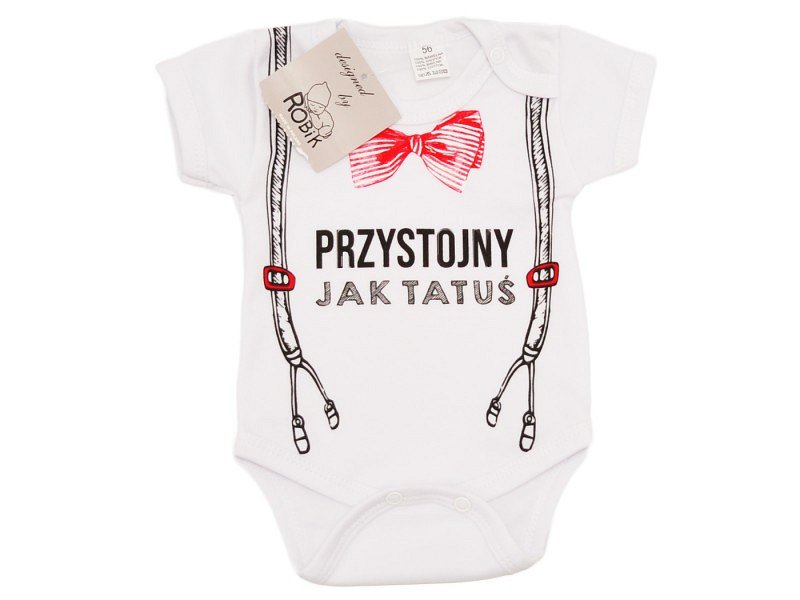 56
designed
by
RObiK
PRZYSTOJNY
JAK TATUŚ